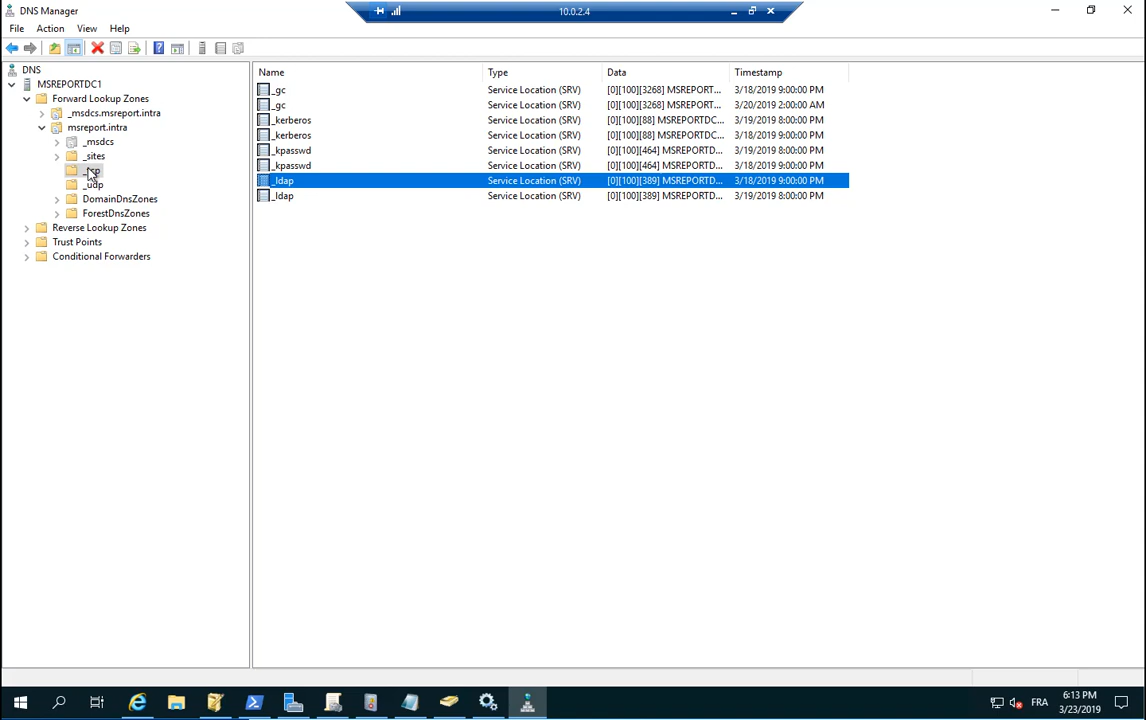 DNS Manager
10.0.2.4
File Action View Help
DNS
MSREPORTDC1
Forward Lookup Zones
_msdcs.msreport.intra
msreport.intra
_msdcs
_sites
_udp
DomainDnsZones
ForestDnsZones
Reverse Lookup Zones
Trust Points
Conditional Forwarders
Name Type Data Timestamp
_gc Service Location (SRV) [0][100][3268] MSREPORT... 3/18/2019 9:00:00 PM
_gc Service Location (SRV) [0][100][3268] MSREPORT... 3/20/2019 2:00:00 AM
_kerberos Service Location (SRV) [0][100][88] MSREPORTDC... 3/19/2019 8:00:00 PM
_kerberos Service Location (SRV) [0][100][88] MSREPORTDC... 3/18/2019 9:00:00 PM
_kpasswd Service Location (SRV) [0][100][464] MSREPORTD... 3/19/2019 8:00:00 PM
_kpasswd Service Location (SRV) [0][100][464] MSREPORTD... 3/18/2019 9:00:00 PM
_ldap Service Location (SRV) [0][100][389] MSREPORTD... 3/18/2019 9:00:00 PM
_ldap Service Location (SRV) [0][100][389] MSREPORTD... 3/19/2019 8:00:00 PM
FRA
6:13 PM
3/23/2019